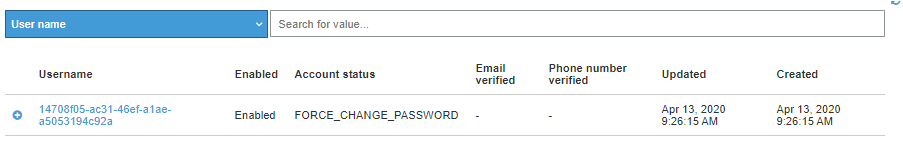 User name
Search for value...
Username Enabled Account status Email verified Phone number verified Updated Created
14708f05-ac31-46ef-a1ae-a5053194c92a Enabled FORCE_CHANGE_PASSWORD - - Apr 13, 2020 9:26:15 AM Apr 13, 2020 9:26:15 AM